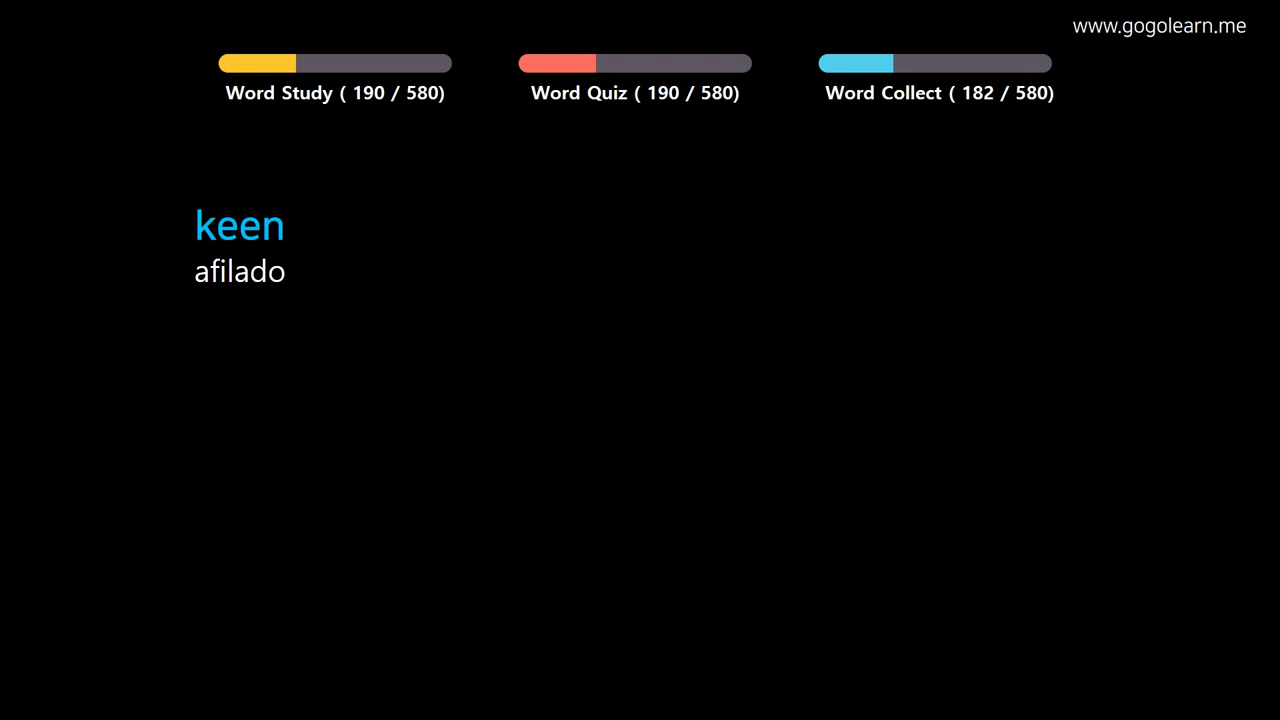 www.gogolearn.me
Word Study ( 190 / 580)
Word Quiz ( 190 / 580)
Word Collect ( 182 / 580)
keen
afilado